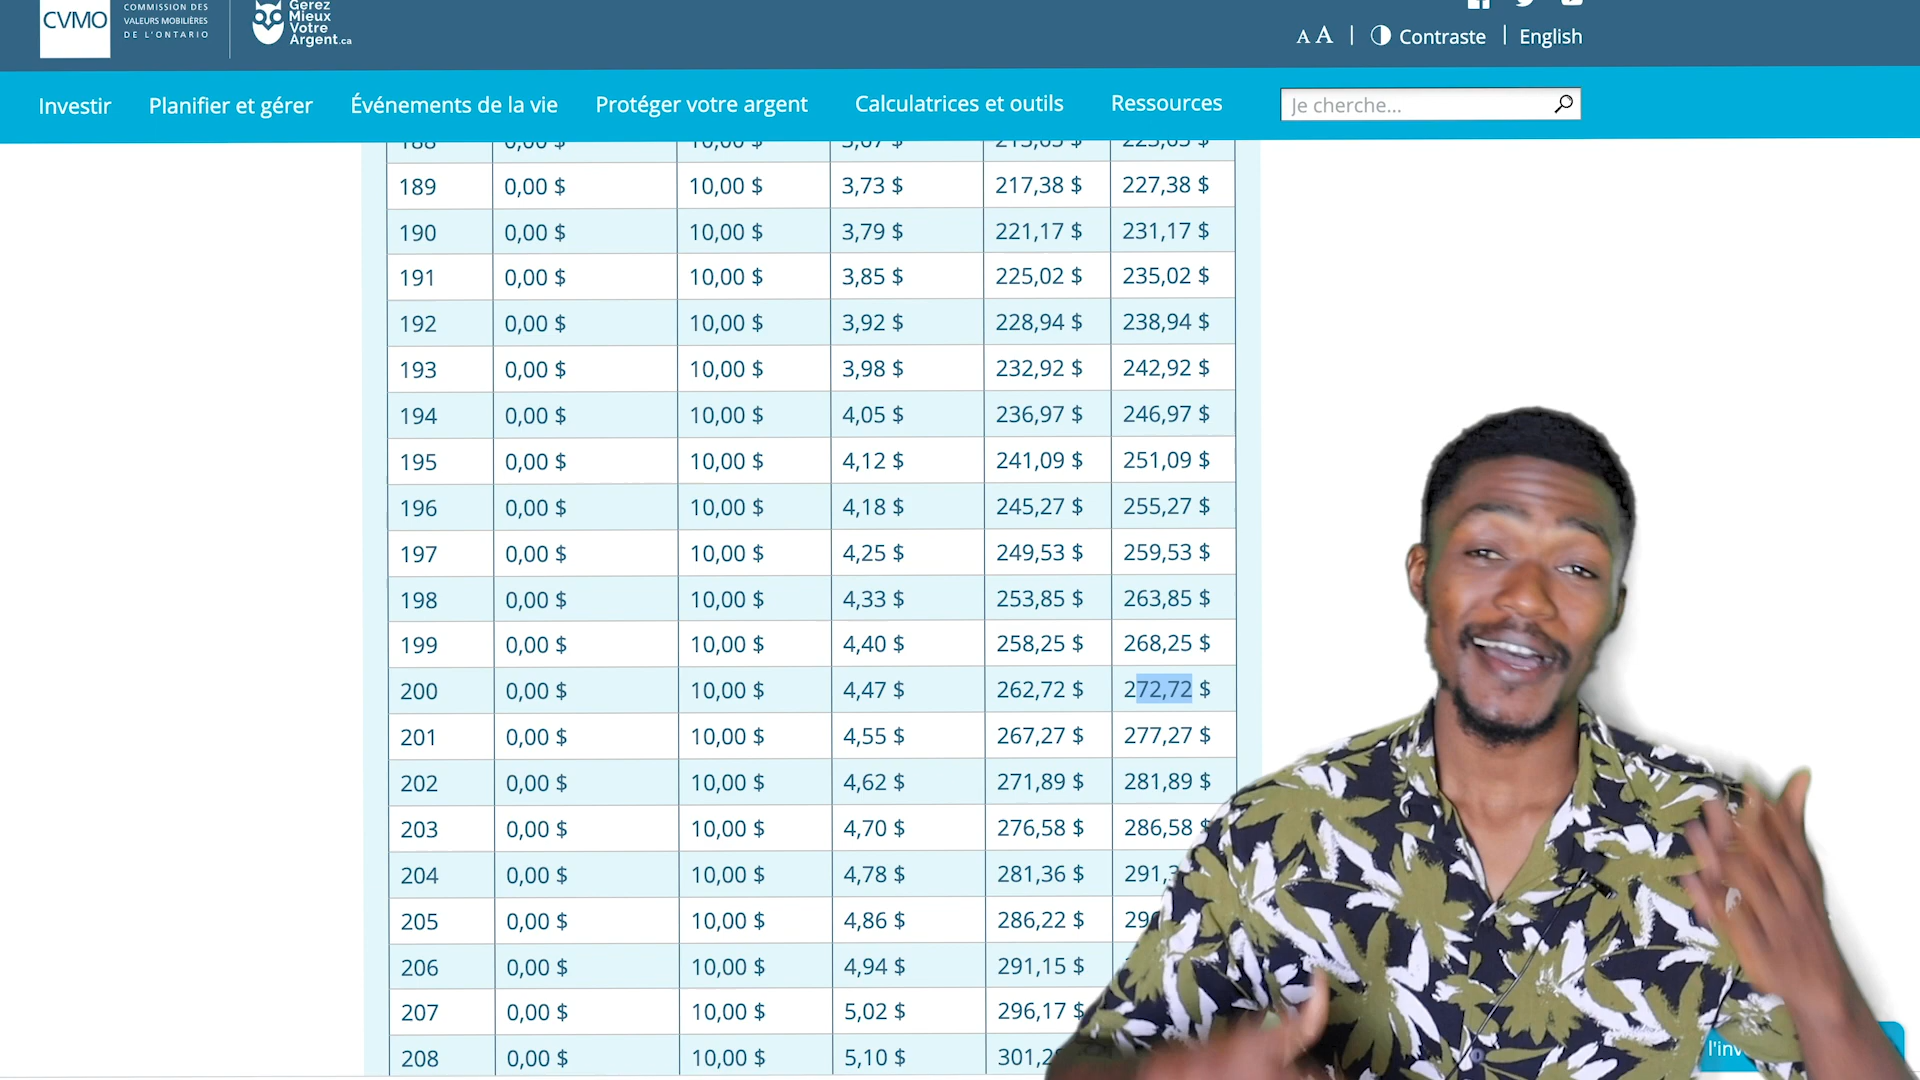 CVMO
COMMISSION DES
VALEURS MOBILIÈRES
DE L'ONTARIO
Gérez
Mieux
Votre
Argent.ca
A A | Contraste | English
Investir Planifier et gérer Événements de la vie Protéger votre argent Calculatrices et outils Ressources Je cherche...
188 0,00 $ 10,00 $ 3,67 $ 213,65 $ 223,65 $
189 0,00 $ 10,00 $ 3,73 $ 217,38 $ 227,38 $
190 0,00 $ 10,00 $ 3,79 $ 221,17 $ 231,17 $
191 0,00 $ 10,00 $ 3,85 $ 225,02 $ 235,02 $
192 0,00 $ 10,00 $ 3,92 $ 228,94 $ 238,94 $
193 0,00 $ 10,00 $ 3,98 $ 232,92 $ 242,92 $
194 0,00 $ 10,00 $ 4,05 $ 236,97 $ 246,97 $
195 0,00 $ 10,00 $ 4,12 $ 241,09 $ 251,09 $
196 0,00 $ 10,00 $ 4,18 $ 245,27 $ 255,27 $
197 0,00 $ 10,00 $ 4,25 $ 249,53 $ 259,53 $
198 0,00 $ 10,00 $ 4,33 $ 253,85 $ 263,85 $
199 0,00 $ 10,00 $ 4,40 $ 258,25 $ 268,25 $
200 0,00 $ 10,00 $ 4,47 $ 262,72 $ 272,72 $
201 0,00 $ 10,00 $ 4,55 $ 267,27 $ 277,27 $
202 0,00 $ 10,00 $ 4,62 $ 271,89 $ 281,89 $
203 0,00 $ 10,00 $ 4,70 $ 276,58 $ 286,58 $
204 0,00 $ 10,00 $ 4,78 $ 281,36 $
205 0,00 $ 10,00 $ 4,86 $ 286,22 $
206 0,00 $ 10,00 $ 4,94 $ 291,15 $
207 0,00 $ 10,00 $ 5,02 $ 296,17 $
208 0,00 $ 10,00 $ 5,10 $